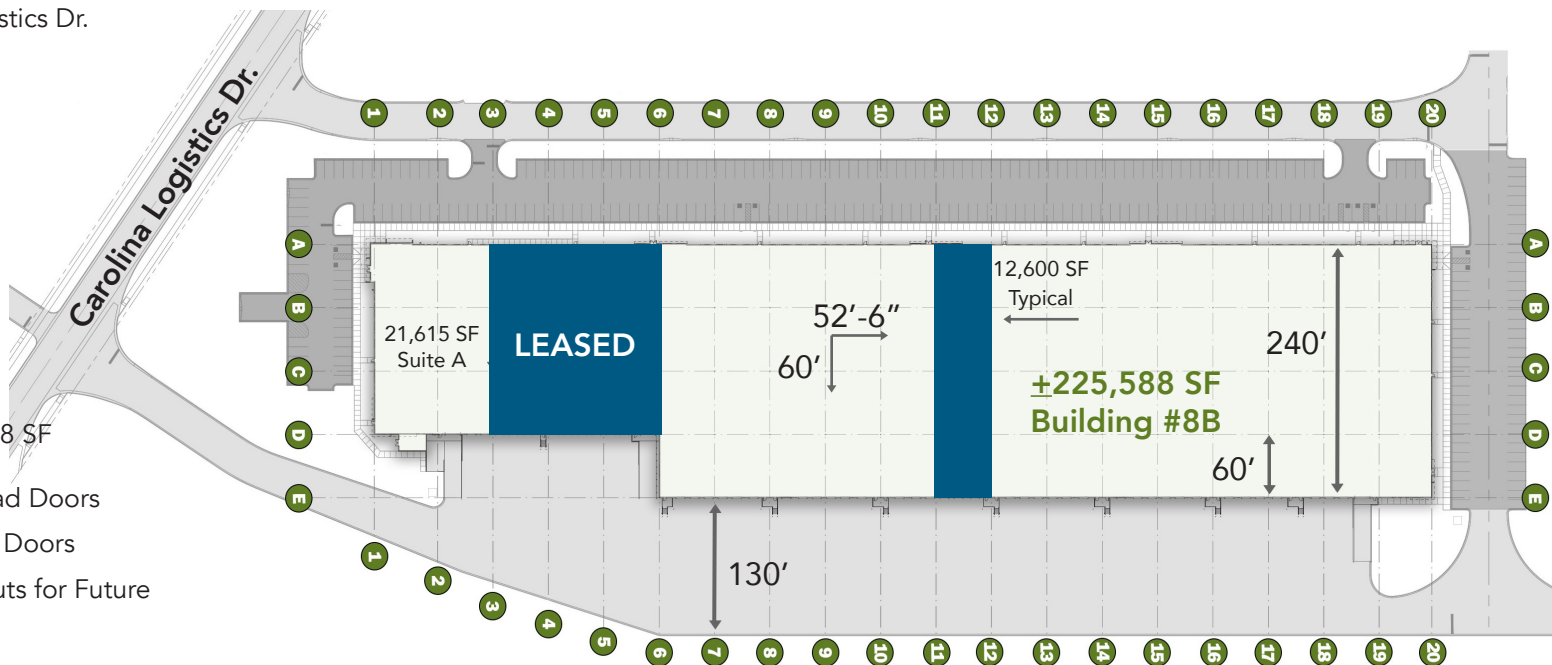 stics Dr.
Carolina Logistics Dr.
1 2 3 4 5 6 7 8 9 10 11 12 13 14 15 16 17 18 19 20
A
A
B
B
C
C
D
D
E
E
21,615 SF
Suite A
LEASED
52'-6"
60'
12,600 SF
Typical
±225,588 SF
Building #8B
240'
60'
130'
8 SF
ad Doors
Doors
uts for Future
1 2 3 4 5 6 7 8 9 10 11 12 13 14 15 16 17 18 19 20